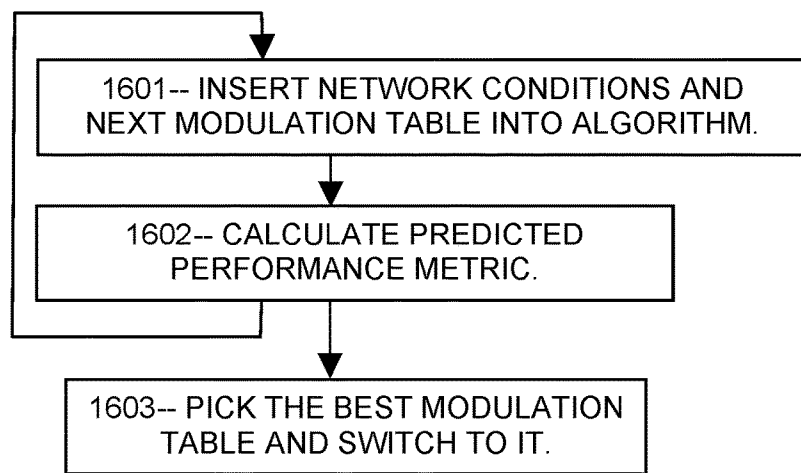 1601-- INSERT NETWORK CONDITIONS AND
NEXT MODULATION TABLE INTO ALGORITHM.
1602-- CALCULATE PREDICTED
PERFORMANCE METRIC.
1603-- PICK THE BEST MODULATION
TABLE AND SWITCH TO IT.